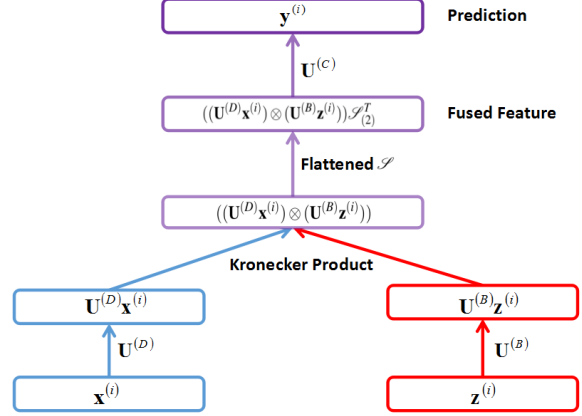 y^(i) Prediction
U^(C)
((U^(D)x^(i))⊗(U^(B)z^(i)))𝒮_(2)^T Fused Feature
Flattened 𝒮
((U^(D)x^(i))⊗(U^(B)z^(i)))
Kronecker Product
U^(D)x^(i) U^(B)z^(i)
U^(D) U^(B)
x^(i) z^(i)